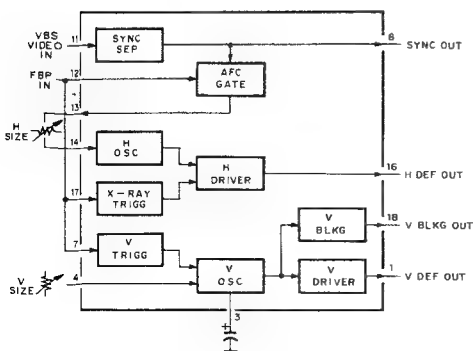 VBS
VIDEO
IN
11
SYNC
SEP
8
SYNC OUT
FBP
IN
12
AFC
GATE
13
H
SIZE
14
H
OSC
H
DRIVER
16
H DEF OUT
17
X-RAY
TRIGG
V
BLKG
18
V BLKG OUT
7
V
TRIGG
V
SIZE
4
V
OSC
V
DRIVER
1
V DEF OUT
3
+